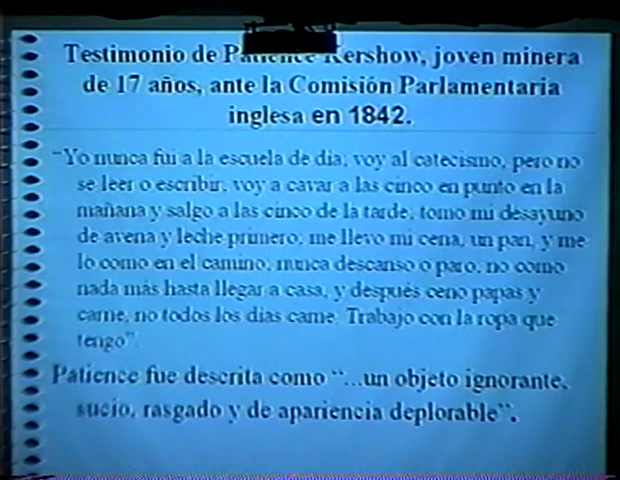 Testimonio de Patience Kershow, joven minera
de 17 años, ante la Comisión Parlamentaria
inglesa en 1842.
“Yo nunca fui a la escuela de dia; voy al catecismo, pero no
se leer o escribir; voy a cavar a las cinco en punto en la
mañana y salgo a las cinco de la tarde; tomo mi desayuno
de avena y leche primero; me llevo mi cena, un pan, y me
lo como en el camino; nunca descanso o paro; no como
nada más hasta llegar a casa, y después ceno papas y
carne, no todos los dias carne. Trabajo con la ropa que
tengo”.
Patience fue descrita como “...un objeto ignorante,
sucio, rasgado y de apariencia deplorable”.